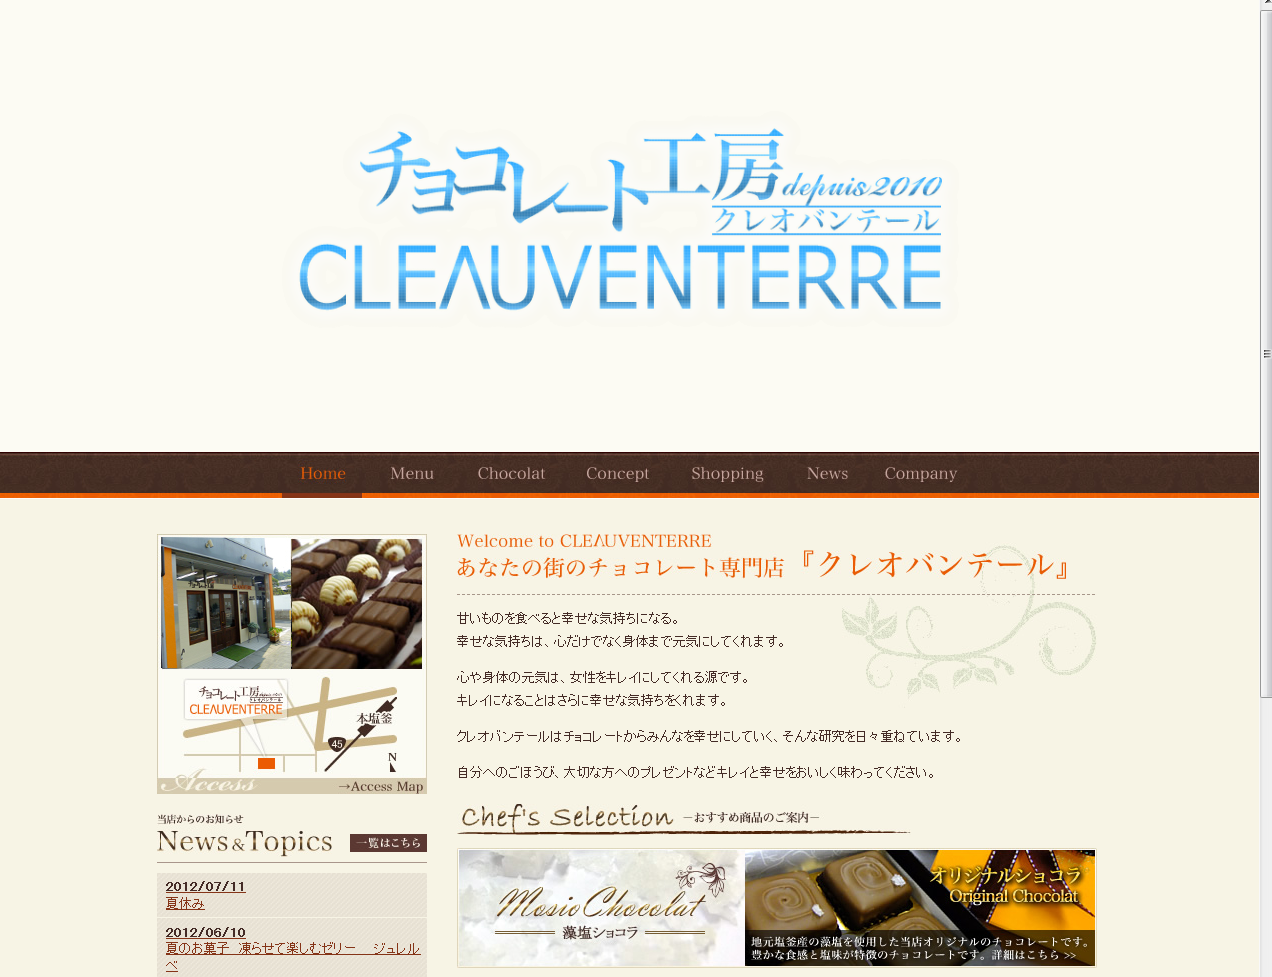 チョコレート工房 depuis 2010
クレオバンテール
CLEAUVENTERRE
Home Menu Chocolat Concept Shopping News Company
チョコレート工房
CLEAUVENTERRE
本塩釜
45
N
Access
→Access Map
当店からのお知らせ
News&Topics
一覧はこちら
2012/07/11
夏休み
2012/06/10
夏のお菓子 凍らせて楽しむゼリー ジュレル
ベ
Welcome to CLEAUVENTERRE
あなたの街のチョコレート専門店『クレオバンテール』
甘いものを食べると幸せな気持ちになる。
幸せな気持ちは、心だけでなく身体まで元気にしてくれます。
心や身体の元気は、女性をキレイにしてくれる源です。
キレイになることはさらに幸せな気持ちをくれます。
クレオバンテールはチョコレートからみんなを幸せにしていく、そんな研究を日々重ねています。
自分へのごほうび、大切な方へのプレゼントなどキレイと幸せをおいしく味わってください。
Chef's Selection －おすすめ商品のご案内－
Mosio Chocolat
藻塩ショコラ
オリジナルショコラ
Original Chocolat
地元塩釜産の藻塩を使用した当店オリジナルのチョコレートです。
豊かな食感と塩味が特徴のチョコレートです。詳細はこちら >>